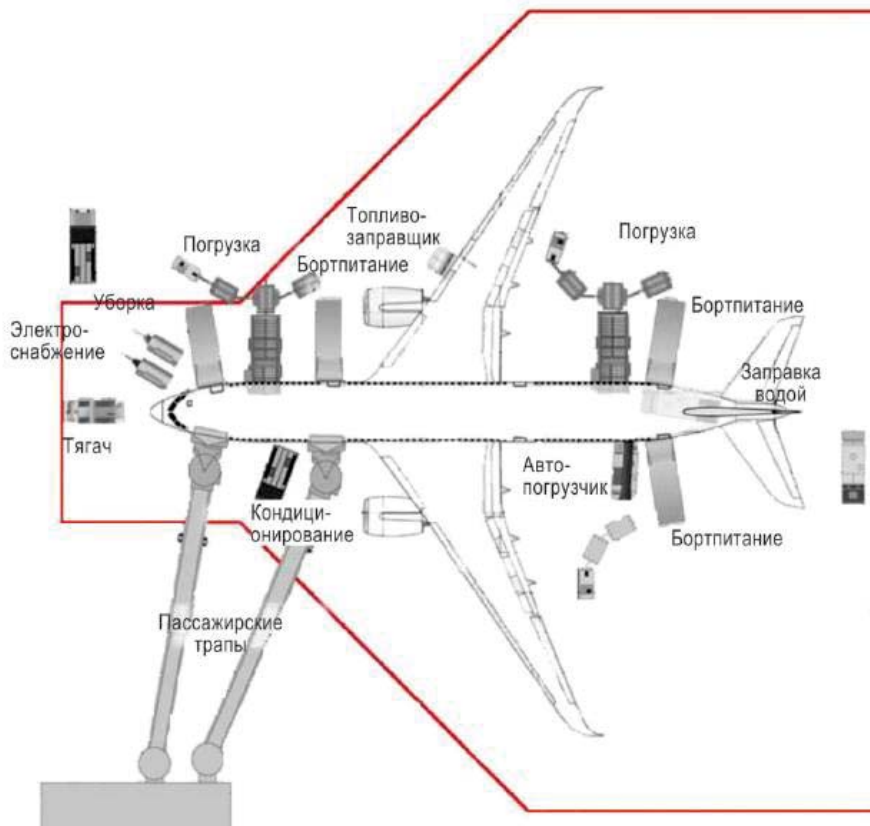 Топливо-
заправщик
Погрузка
Погрузка
Бортпитание
Уборка
Бортпитание
Электро-
снабжение
Заправка
водой
Тягач
Авто-
погрузчик
Кондици-
онирование
Бортпитание
Пассажирские
трапы